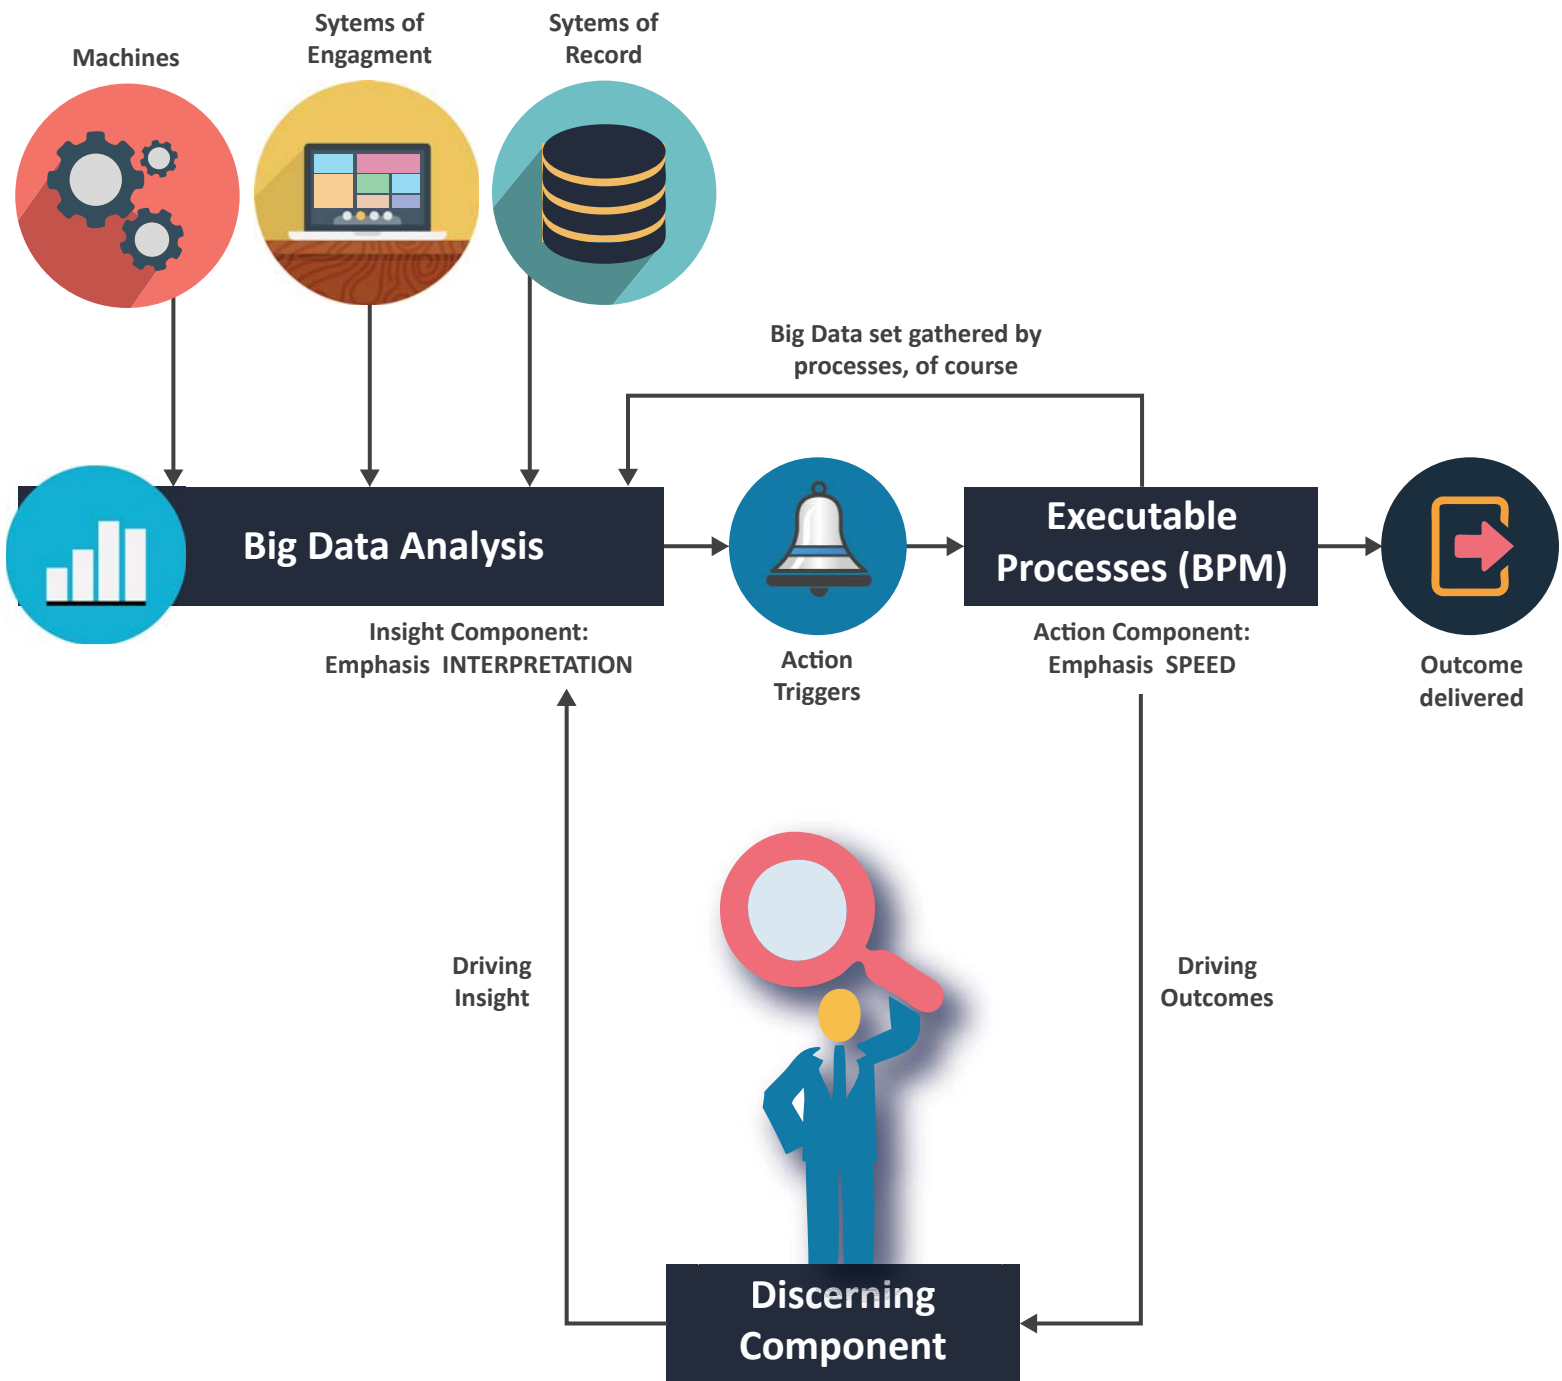 Machines
Sytems of
Engagment
Sytems of
Record
Big Data set gathered by
processes, of course
Big Data Analysis
Executable
Processes (BPM)
Insight Component:
Emphasis INTERPRETATION
Action
Triggers
Action Component:
Emphasis SPEED
Outcome
delivered
Driving
Insight
Driving
Outcomes
Discerning
Component